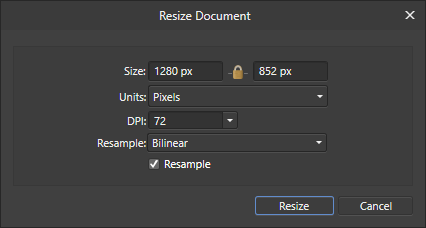 Resize Document
Size: 1280 px 852 px
Units: Pixels
DPI: 72
Resample: Bilinear
Resample
Resize Cancel